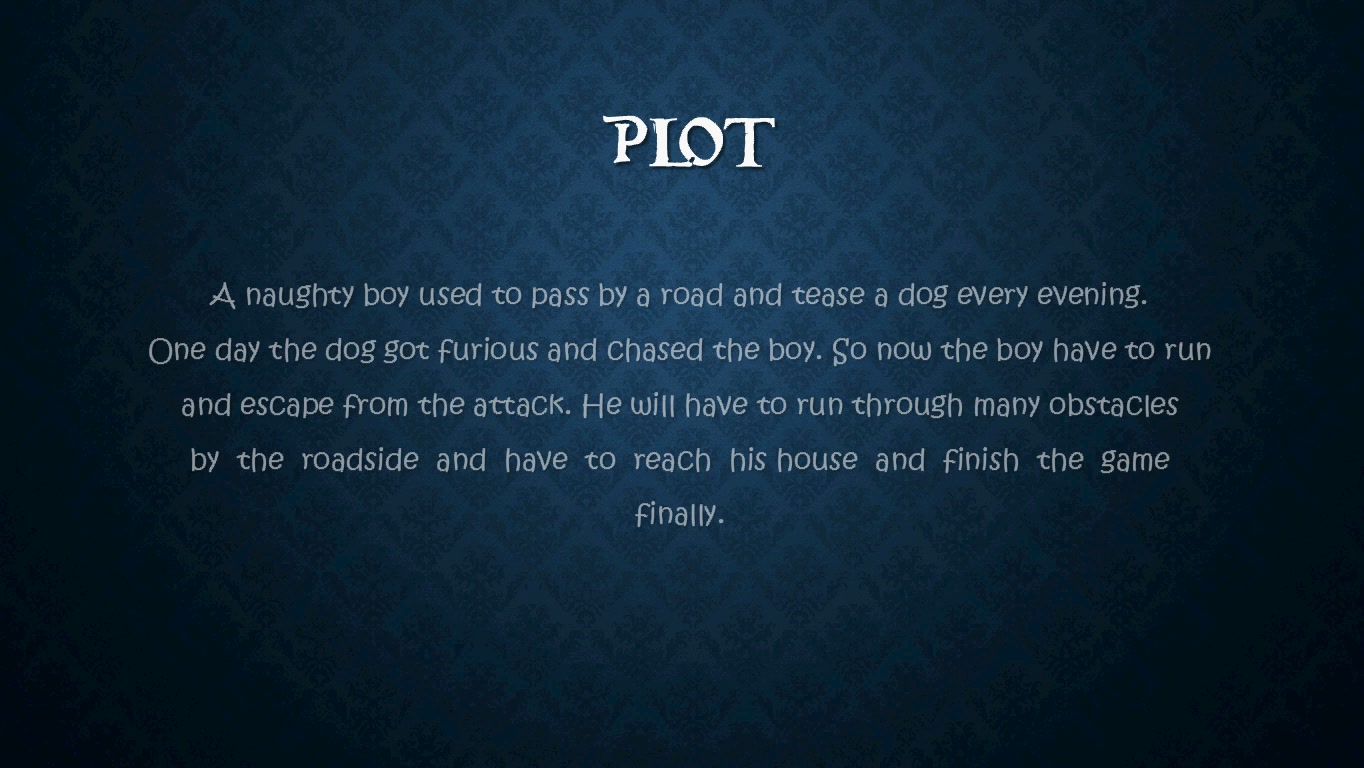 PLOT
A naughty boy used to pass by a road and tease a dog every evening.
One day the dog got furious and chased the boy. So now the boy have to run
and escape from the attack. He will have to run through many obstacles
by the roadside and have to reach his house and finish the game
finally.